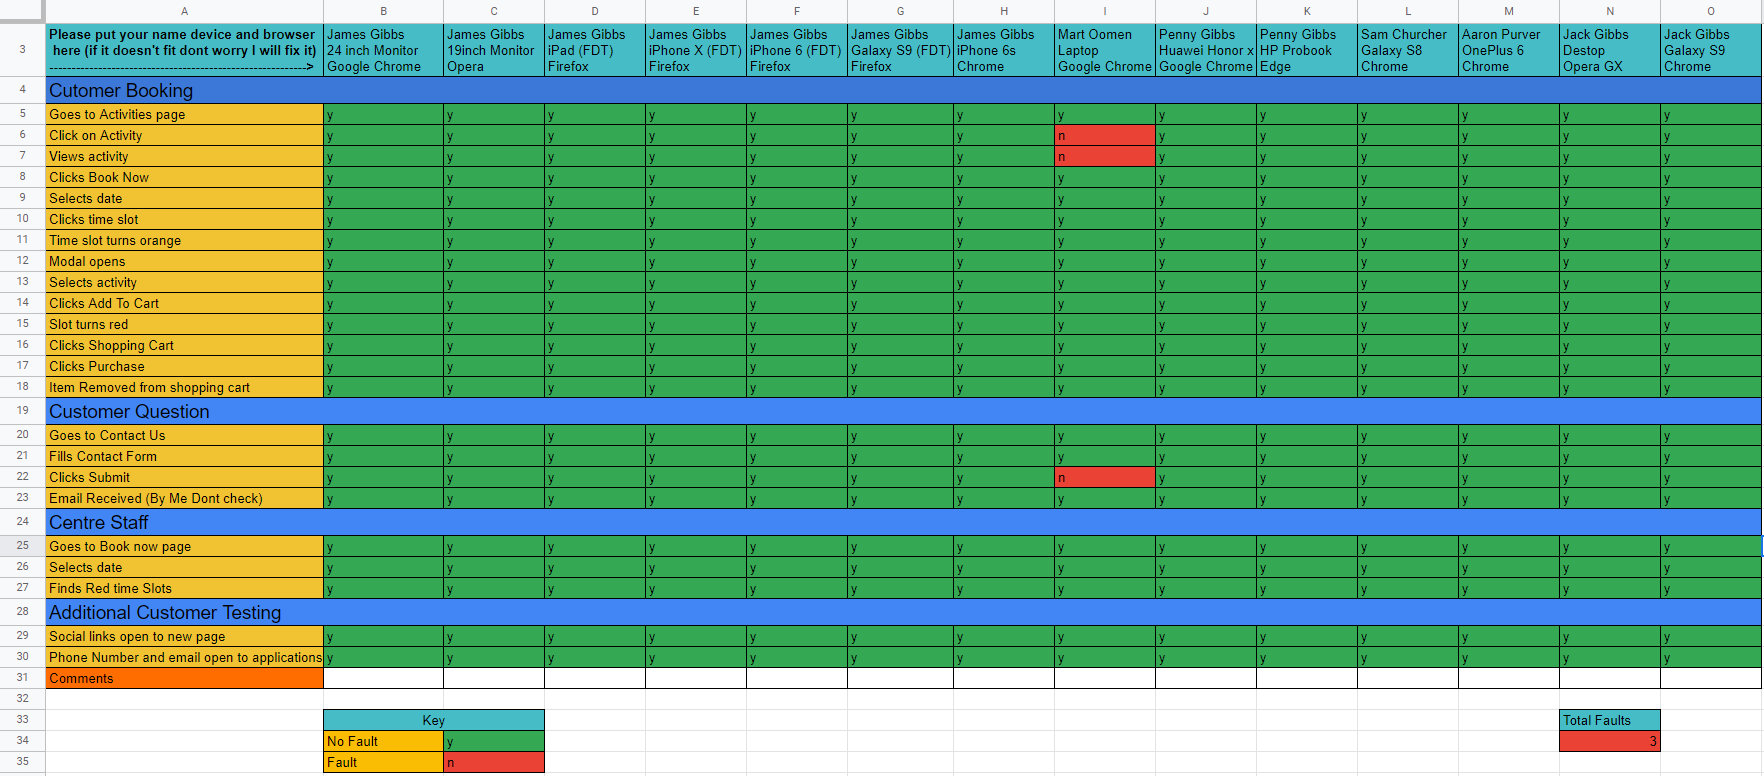 A B C D E F G H I J K L M N O
3 Please put your name device and browser here (if it doesn't fit dont worry I will fix it) ---------------------------------------------------------> James Gibbs 24 inch Monitor Google Chrome James Gibbs 19inch Monitor Opera James Gibbs iPad (FDT) Firefox James Gibbs iPhone X (FDT) Firefox James Gibbs iPhone 6 (FDT) Firefox James Gibbs Galaxy S9 (FDT) Firefox James Gibbs iPhone 6s Chrome Mart Oomen Laptop Google Chrome Penny Gibbs Huawei Honor x Google Chrome Penny Gibbs HP Probook Edge Sam Churcher Galaxy S8 Chrome Aaron Purver OnePlus 6 Chrome Jack Gibbs Destop Opera GX Jack Gibbs Galaxy S9 Chrome
4 Cutomer Booking
5 Goes to Activities page y y y y y y y y y y y y y y
6 Click on Activity y y y y y y y n y y y y y y
7 Views activity y y y y y y y n y y y y y y
8 Clicks Book Now y y y y y y y y y y y y y y
9 Selects date y y y y y y y y y y y y y y
10 Clicks time slot y y y y y y y y y y y y y y
11 Time slot turns orange y y y y y y y y y y y y y y
12 Modal opens y y y y y y y y y y y y y y
13 Selects activity y y y y y y y y y y y y y y
14 Clicks Add To Cart y y y y y y y y y y y y y y
15 Slot turns red y y y y y y y y y y y y y y
16 Clicks Shopping Cart y y y y y y y y y y y y y y
17 Clicks Purchase y y y y y y y y y y y y y y
18 Item Removed from shopping cart y y y y y y y y y y y y y y
19 Customer Question
20 Goes to Contact Us y y y y y y y y y y y y y y
21 Fills Contact Form y y y y y y y y y y y y y y
22 Clicks Submit y y y y y y y n y y y y y y
23 Email Received (By Me Dont check) y y y y y y y y y y y y y y
24 Centre Staff
25 Goes to Book now page y y y y y y y y y y y y y y
26 Selects date y y y y y y y y y y y y y y
27 Finds Red time Slots y y y y y y y y y y y y y y
28 Additional Customer Testing
29 Social links open to new page y y y y y y y y y y y y y y
30 Phone Number and email open to applications y y y y y y y y y y y y y y
31 Comments
32
33 Key Total Faults
34 No Fault y 3
35 Fault n